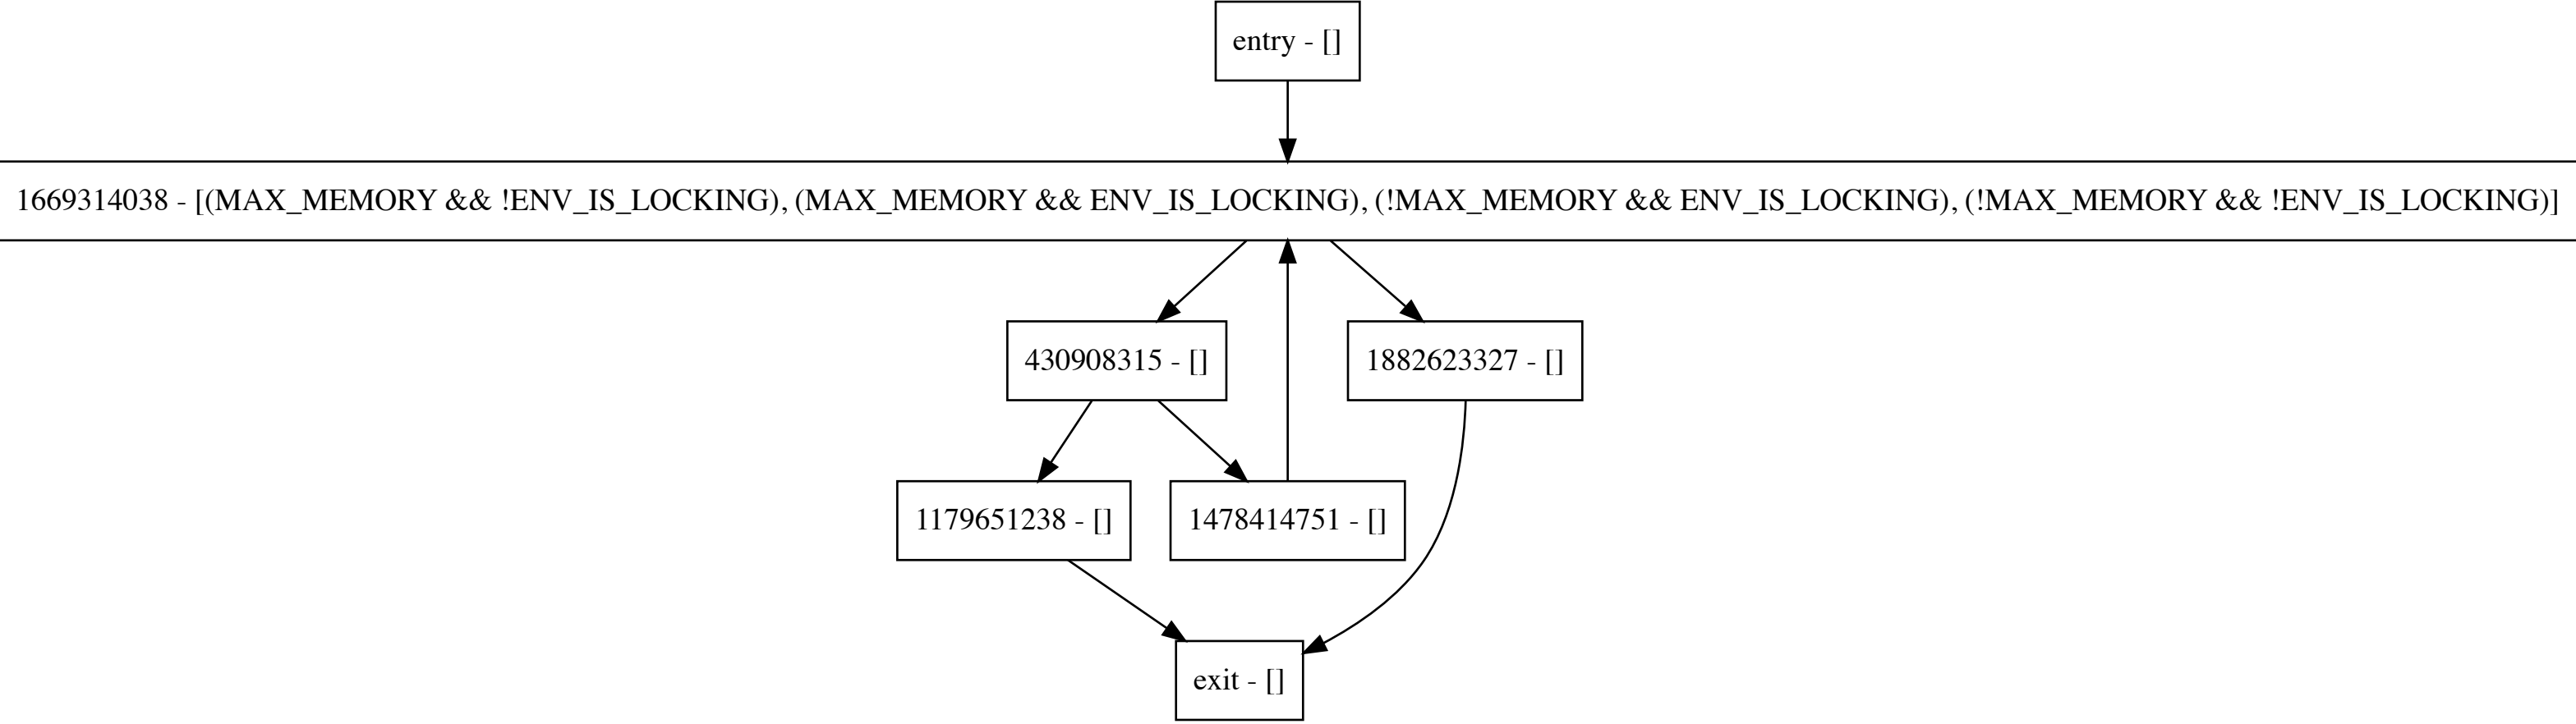 entry - []
1669314038 - [(MAX_MEMORY && !ENV_IS_LOCKING), (MAX_MEMORY && ENV_IS_LOCKING), (!MAX_MEMORY && ENV_IS_LOCKING), (!MAX_MEMORY && !ENV_IS_LOCKING)]
430908315 - []
1882623327 - []
1179651238 - []
1478414751 - []
exit - []